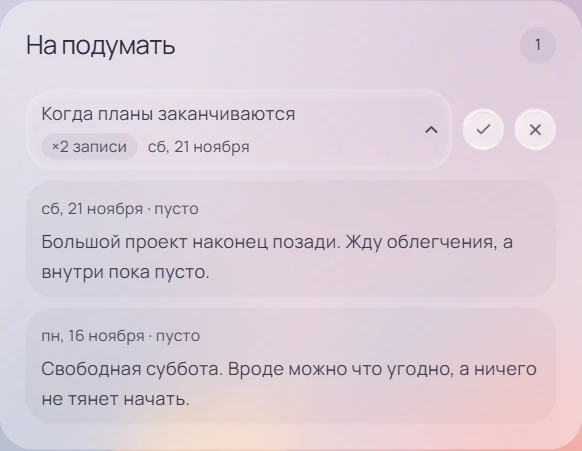 На подумать
1
Когда планы заканчиваются
×2 записи сб, 21 ноября
сб, 21 ноября · пусто
Большой проект наконец позади. Жду облегчения, а
внутри пока пусто.
пн, 16 ноября · пусто
Свободная суббота. Вроде можно что угодно, а ничего
не тянет начать.